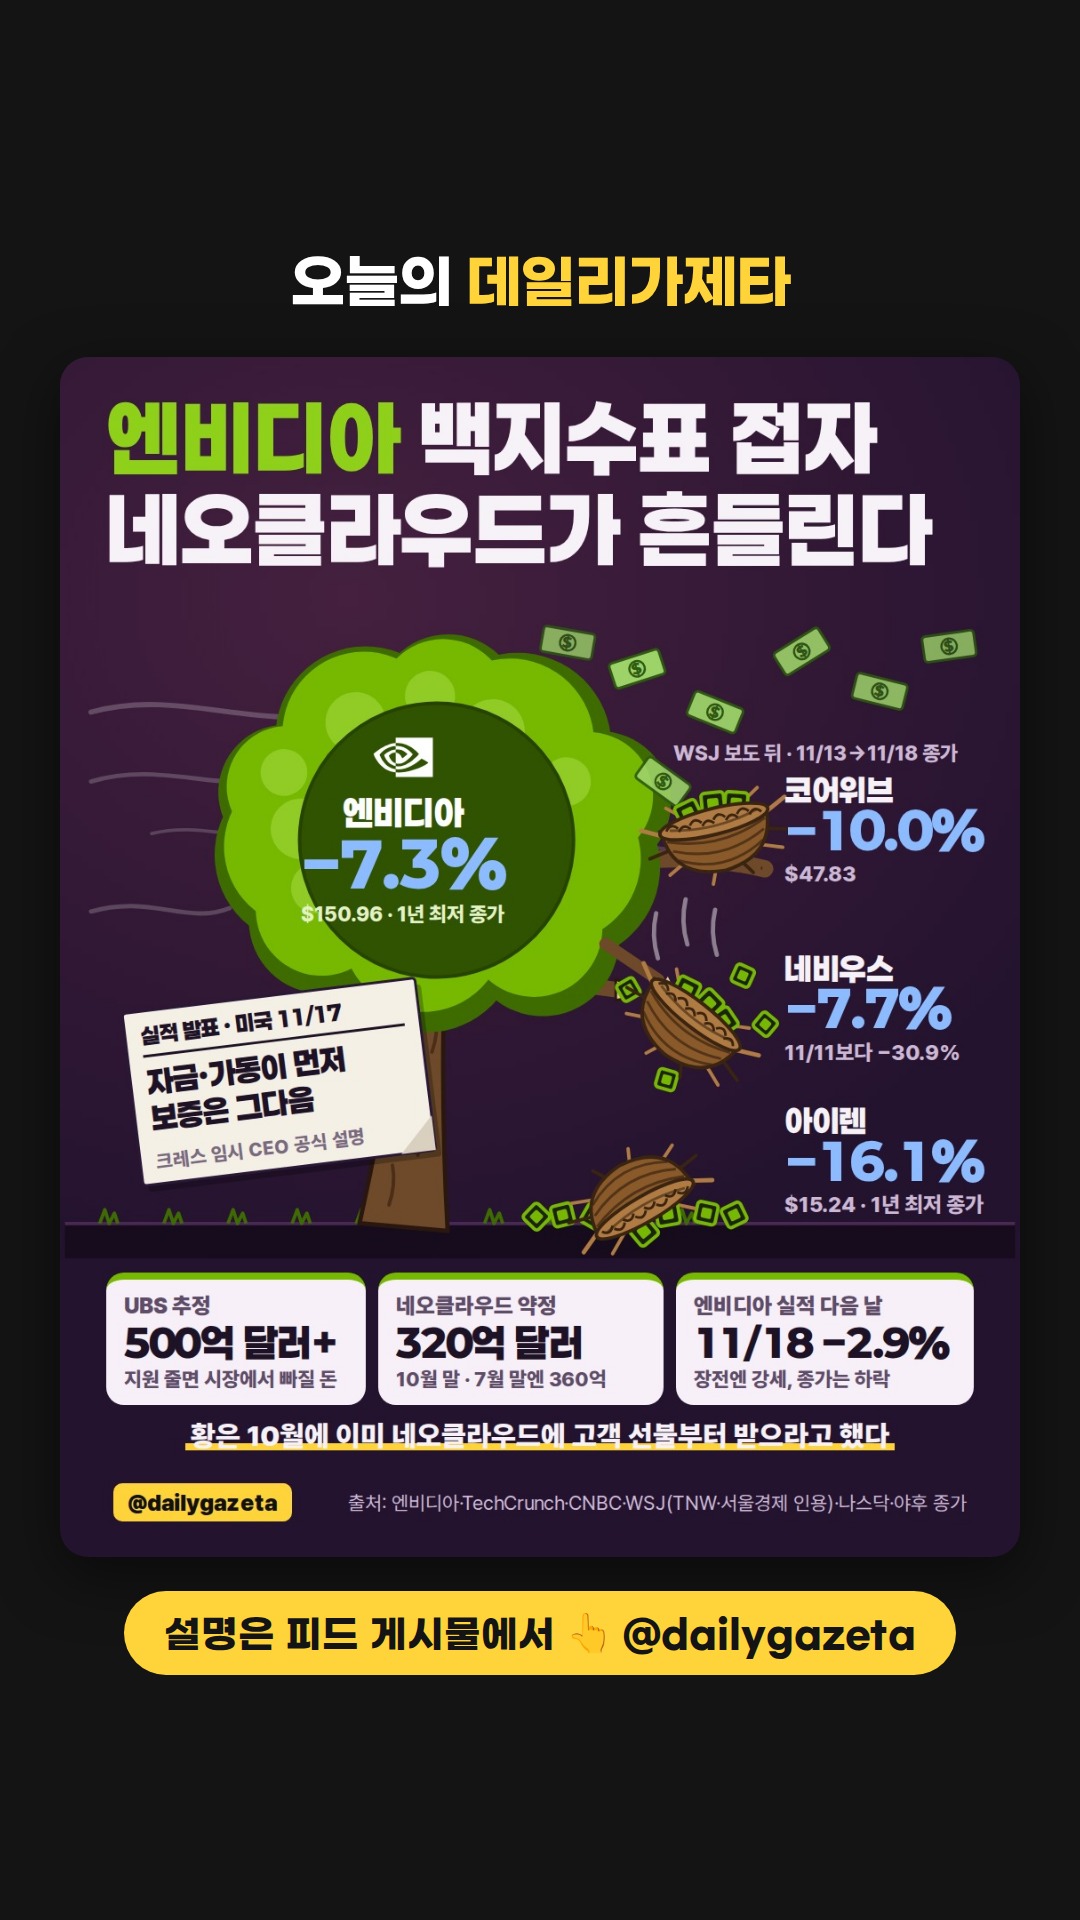 오늘의 데일리가제타
엔비디아 백지수표 접자
네오클라우드가 흔들린다
WSJ 보도 뒤 · 11/13→11/18 종가
엔비디아
−7.3%
$150.96 · 1년 최저 종가
코어위브
−10.0%
$47.83
네비우스
−7.7%
11/11보다 −30.9%
아이렌
−16.1%
$15.24 · 1년 최저 종가
실적 발표 · 미국 11/17
자금·가동이 먼저
보증은 그다음
크레스 임시 CEO 공식 설명
UBS 추정
500억 달러+
지원 줄면 시장에서 빠질 돈
네오클라우드 약정
320억 달러
10월 말 · 7월 말엔 360억
엔비디아 실적 다음 날
11/18 −2.9%
장전엔 강세, 종가는 하락
황은 10월에 이미 네오클라우드에 고객 선불부터 받으라고 했다
@dailygazeta
출처: 엔비디아·TechCrunch·CNBC·WSJ(TNW·서울경제 인용)·나스닥·야후 종가
설명은 피드 게시물에서 👆 @dailygazeta